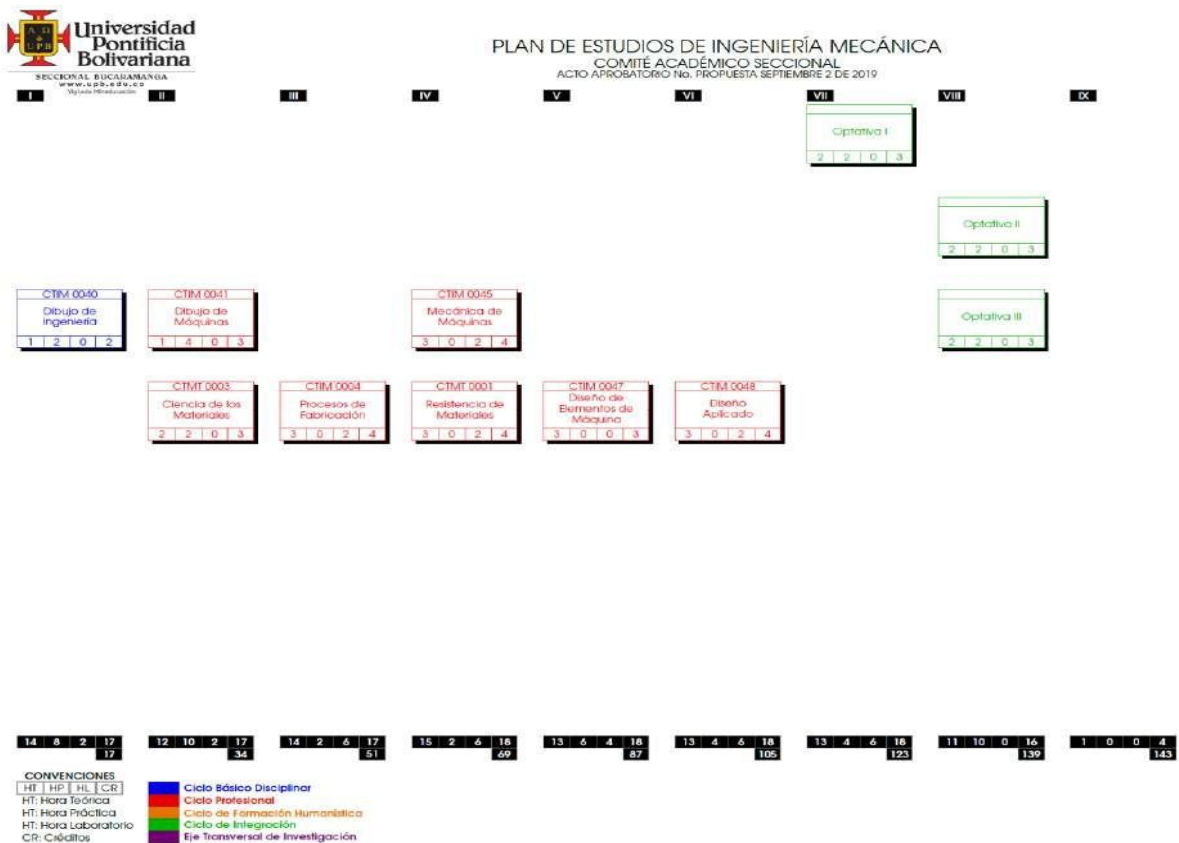 Universidad
Pontificia
Bolivariana
SECCIONAL BUCARAMANGA
www.upb.edu.co
Vigilada Mineducación
PLAN DE ESTUDIOS DE INGENIERÍA MECÁNICA
COMITÉ ACADÉMICO SECCIONAL
ACTO APROBATORIO No. PROPUESTA SEPTIEMBRE 2 DE 2019
I II III IV V VI VII VIII IX
Optativa I
2 2 0 3
Optativa II
2 2 0 3
CTIM 0040
Dibujo de
Ingeniería
1 2 0 2
CTIM 0041
Dibujo de
Máquinas
1 4 0 3
CTIM 0045
Mecánica de
Máquinas
3 0 2 4
Optativa III
2 2 0 3
CTMT 0003
Ciencia de los
Materiales
2 2 0 3
CTIM 0004
Procesos de
Fabricación
3 0 2 4
CTMT 0001
Resistencia de
Materiales
3 0 2 4
CTIM 0047
Diseño de
Elementos de
Máquina
3 0 0 3
CTIM 0048
Diseño
Aplicado
3 0 2 4
14 8 2 17
17
12 10 2 17
34
14 2 6 17
51
15 2 6 18
69
13 6 4 18
87
13 4 6 18
105
13 4 6 18
123
11 10 0 16
139
1 0 0 4
143
CONVENCIONES
HT HP HL CR
HT: Hora Teórica
HT: Hora Práctica
HT: Hora Laboratorio
CR: Créditos
Ciclo Básico Disciplinar
Ciclo Profesional
Ciclo de Formación Humanística
Ciclo de Integración
Eje Transversal de Investigación